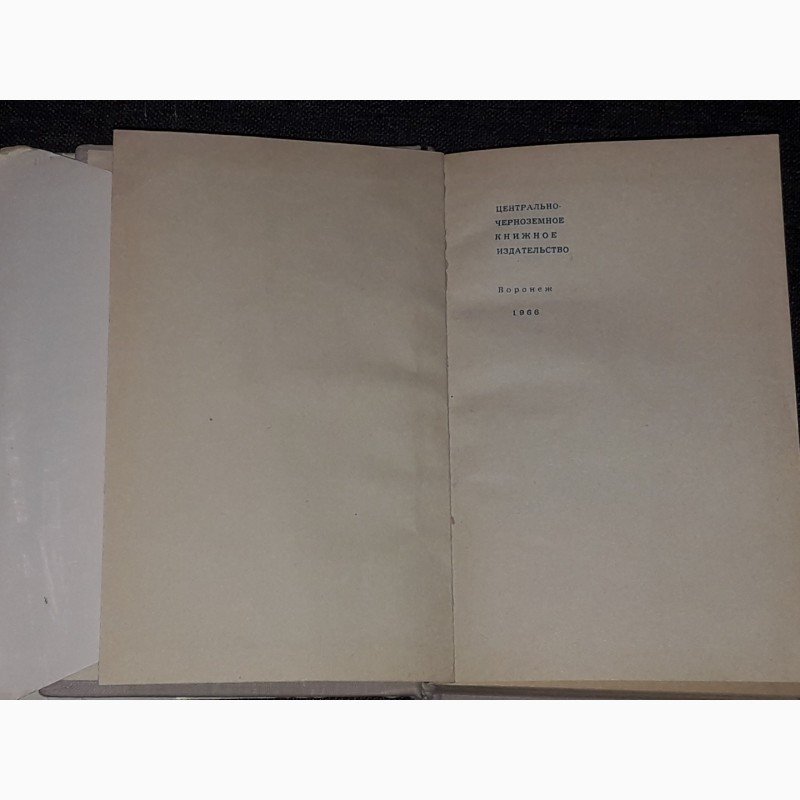 ЦЕНТРАЛЬНО-
ЧЕРНОЗЕМНОЕ
КНИЖНОЕ
ИЗДАТЕЛЬСТВО
Воронеж
1966